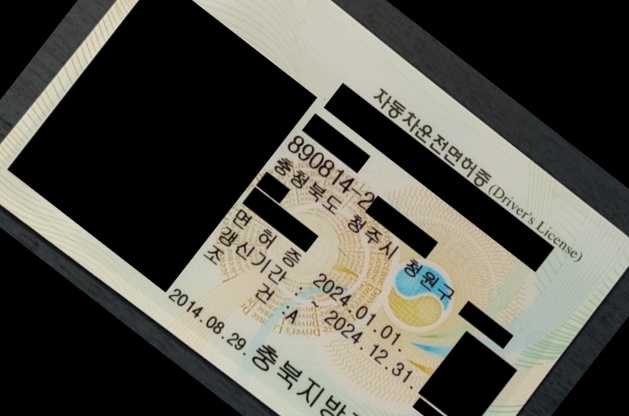 자동차운전면허증 (Driver's License)
890814-2
충청북도 청주시 청원구
면 허 증
갱신기간 : 2024.01.01.
~ 2024.12.31.
조 건 :A
2014.08.29. 충북지방